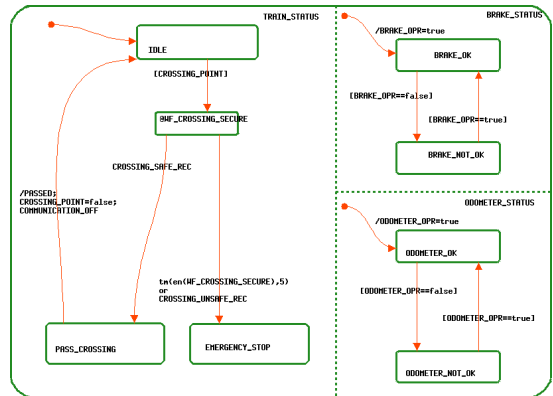 TRAIN_STATUS
IDLE
[CROSSING_POINT]
@WF_CROSSING_SECURE
CROSSING_SAFE_REC
/PASSED;
CROSSING_POINT=false;
COMMUNICATION_OFF
tm(en(WF_CROSSING_SECURE),5)
or
CROSSING_UNSAFE_REC
PASS_CROSSING
EMERGENCY_STOP
BRAKE_STATUS
/BRAKE_OPR=true
BRAKE_OK
[BRAKE_OPR==false]
[BRAKE_OPR==true]
BRAKE_NOT_OK
ODOMETER_STATUS
/ODOMETER_OPR=true
ODOMETER_OK
[ODOMETER_OPR==false]
[ODOMETER_OPR==true]
ODOMETER_NOT_OK